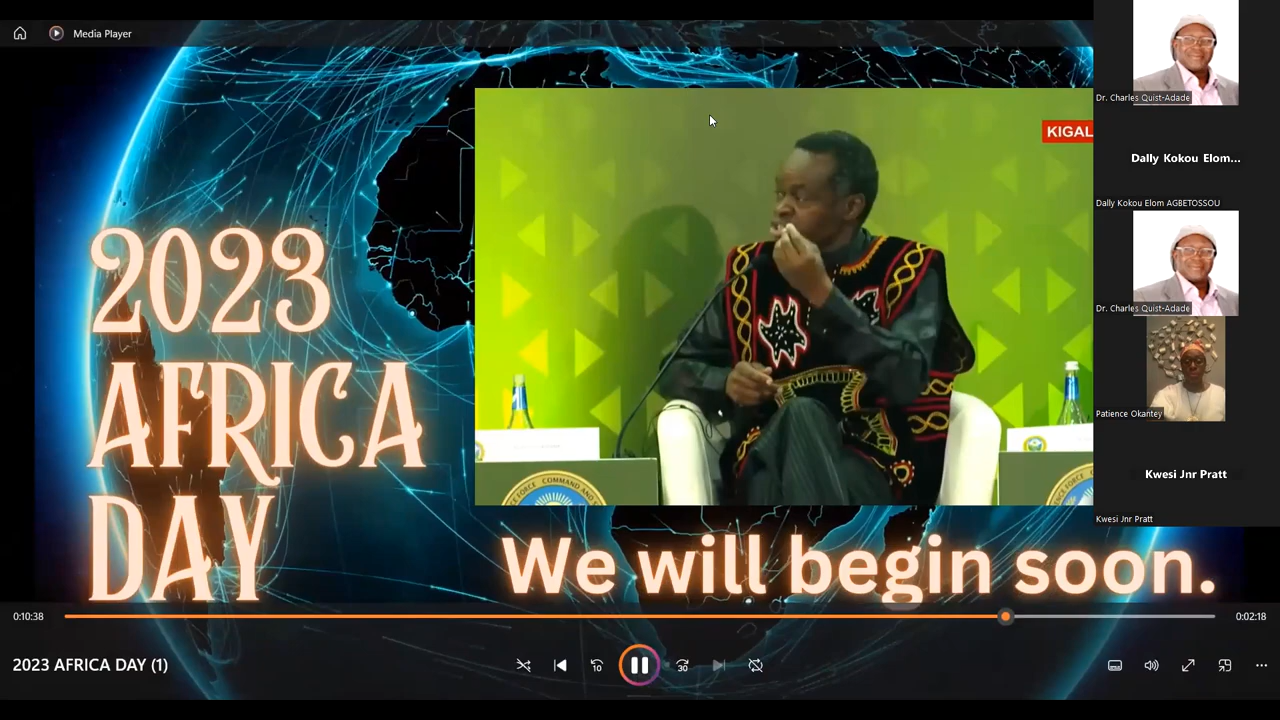 Media Player
KIGAL
2023
AFRICA
DAY
We will begin soon.
0:10:38
0:02:18
2023 AFRICA DAY (1)
10
30
Dr. Charles Quist-Adade
Dally Kokou Elom...
Dally Kokou Elom AGBETOSSOU
Dr. Charles Quist-Adade
Patience Okantey
Kwesi Jnr Pratt
Kwesi Jnr Pratt